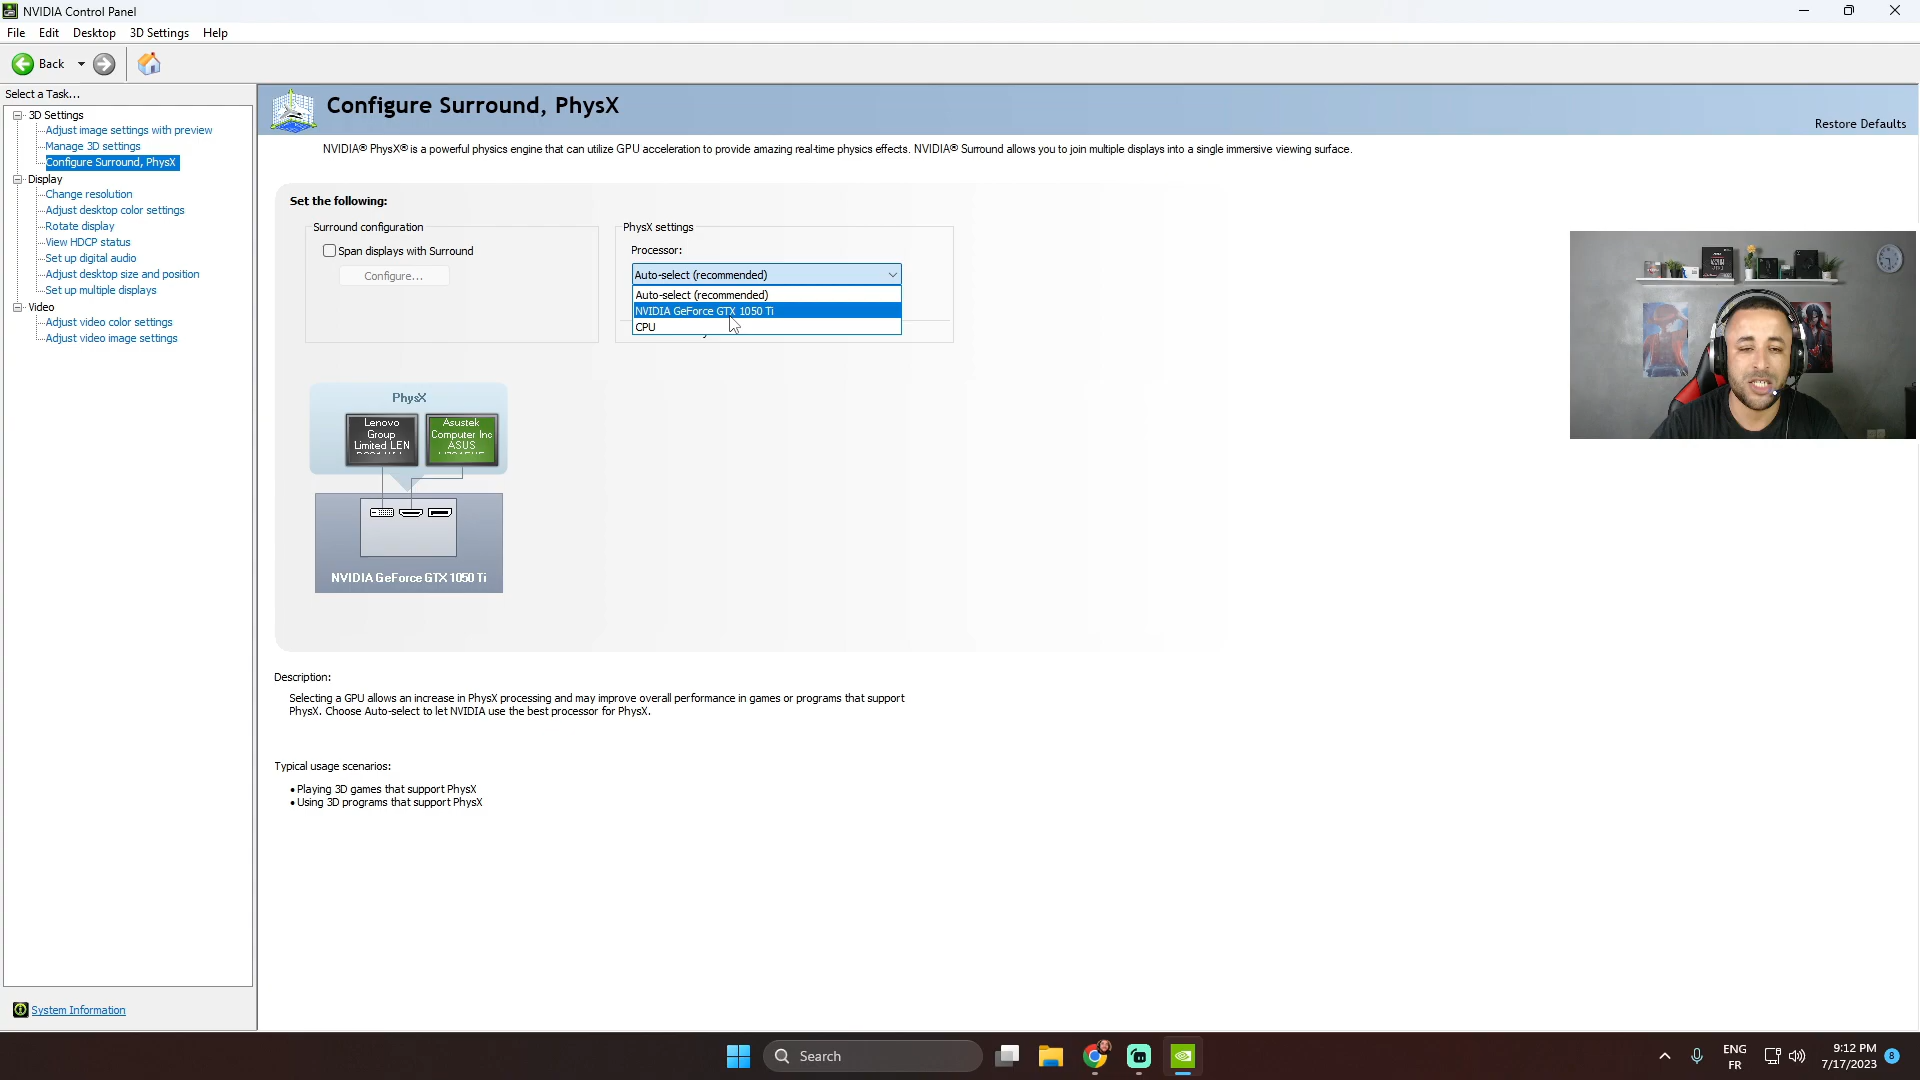 NVIDIA Control Panel
File Edit Desktop 3D Settings Help
Back
Select a Task...
3D Settings
Adjust image settings with preview
Manage 3D settings
Configure Surround, PhysX
Display
Change resolution
Adjust desktop color settings
Rotate display
View HDCP status
Set up digital audio
Adjust desktop size and position
Set up multiple displays
Video
Adjust video color settings
Adjust video image settings
System Information
Configure Surround, PhysX
Restore Defaults
NVIDIA® PhysX® is a powerful physics engine that can utilize GPU acceleration to provide amazing real-time physics effects. NVIDIA® Surround allows you to join multiple displays into a single immersive viewing surface.
Set the following:
Surround configuration
Span displays with Surround
Configure...
PhysX settings
Processor:
Auto-select (recommended)
Auto-select (recommended)
NVIDIA GeForce GTX 1050 Ti
CPU
PhysX
Lenovo
Group
Limited LEN
Asustek
Computer Inc
ASUS
NVIDIA GeForce GTX 1050 Ti
Description:
Selecting a GPU allows an increase in PhysX processing and may improve overall performance in games or programs that support
PhysX. Choose Auto-select to let NVIDIA use the best processor for PhysX.
Typical usage scenarios:
• Playing 3D games that support PhysX
• Using 3D programs that support PhysX
Search
ENG
FR
9:12 PM
7/17/2023
8